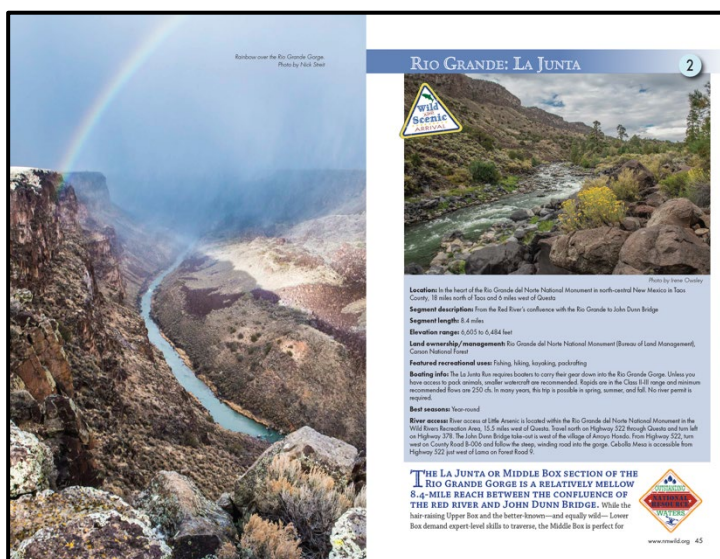 Rainbow over the Rio Grande Gorge.
Photo by Nick Streit
RIO GRANDE: LA JUNTA
2
Wild
AND
Scenic
ARRIVAL
Photo by Irene Owsley
Location: In the heart of the Rio Grande del Norte National Monument in north-central New Mexico in Taos
County, 18 miles north of Taos and 6 miles west of Questa
Segment description: From the Red River's confluence with the Rio Grande to John Dunn Bridge
Segment length: 8.4 miles
Elevation range: 6,605 to 6,484 feet
Land ownership/management: Rio Grande del Norte National Monument (Bureau of Land Management),
Carson National Forest
Featured recreational uses: Fishing, hiking, kayaking, packrafting
Boating info: The La Junta Run requires boaters to carry their gear down into the Rio Grande Gorge. Unless you
have access to pack animals, smaller watercraft are recommended. Rapids are in the Class II-III range and minimum
recommended flows are 250 cfs. In many years, this trip is possible in spring, summer, and fall. No river permit is
required.
Best seasons: Year-round
River access: River access at Little Arsenic is located within the Rio Grande del Norte National Monument in the
Wild Rivers Recreation Area, 15.5 miles west of Questa. Travel north on Highway 522 through Questa and turn left
on Highway 378. The John Dunn Bridge take-out is west of the village of Arroyo Hondo. From Highway 522, turn
west on County Road B-006 and follow the steep, winding road into the gorge. Cebolla Mesa is accessible from
Highway 522 just west of Lama on Forest Road 9.
THE LA JUNTA OR MIDDLE BOX SECTION OF THE
RIO GRANDE GORGE IS A RELATIVELY MELLOW
8.4-MILE REACH BETWEEN THE CONFLUENCE OF
THE RED RIVER AND JOHN DUNN BRIDGE. While the
hair-raising Upper Box and the better-known—and equally wild— Lower
Box demand expert-level skills to traverse, the Middle Box is perfect for
OUTSTANDING
NATIONAL
RESOURCE
WATERS
www.nmwild.org 45